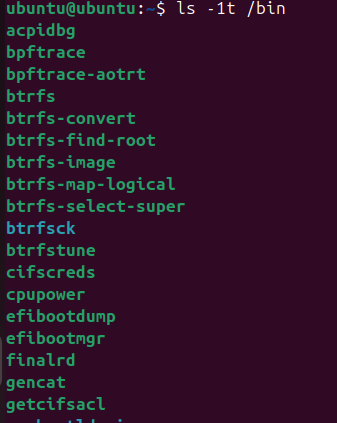 ubuntu@ubuntu:~$ ls -1t /bin
acpidbg
bpftrace
bpftrace-aotrt
btrfs
btrfs-convert
btrfs-find-root
btrfs-image
btrfs-map-logical
btrfs-select-super
btrfsck
btrfstune
cifscreds
cpupower
efibootdump
efibootmgr
finalrd
gencat
getcifsacl